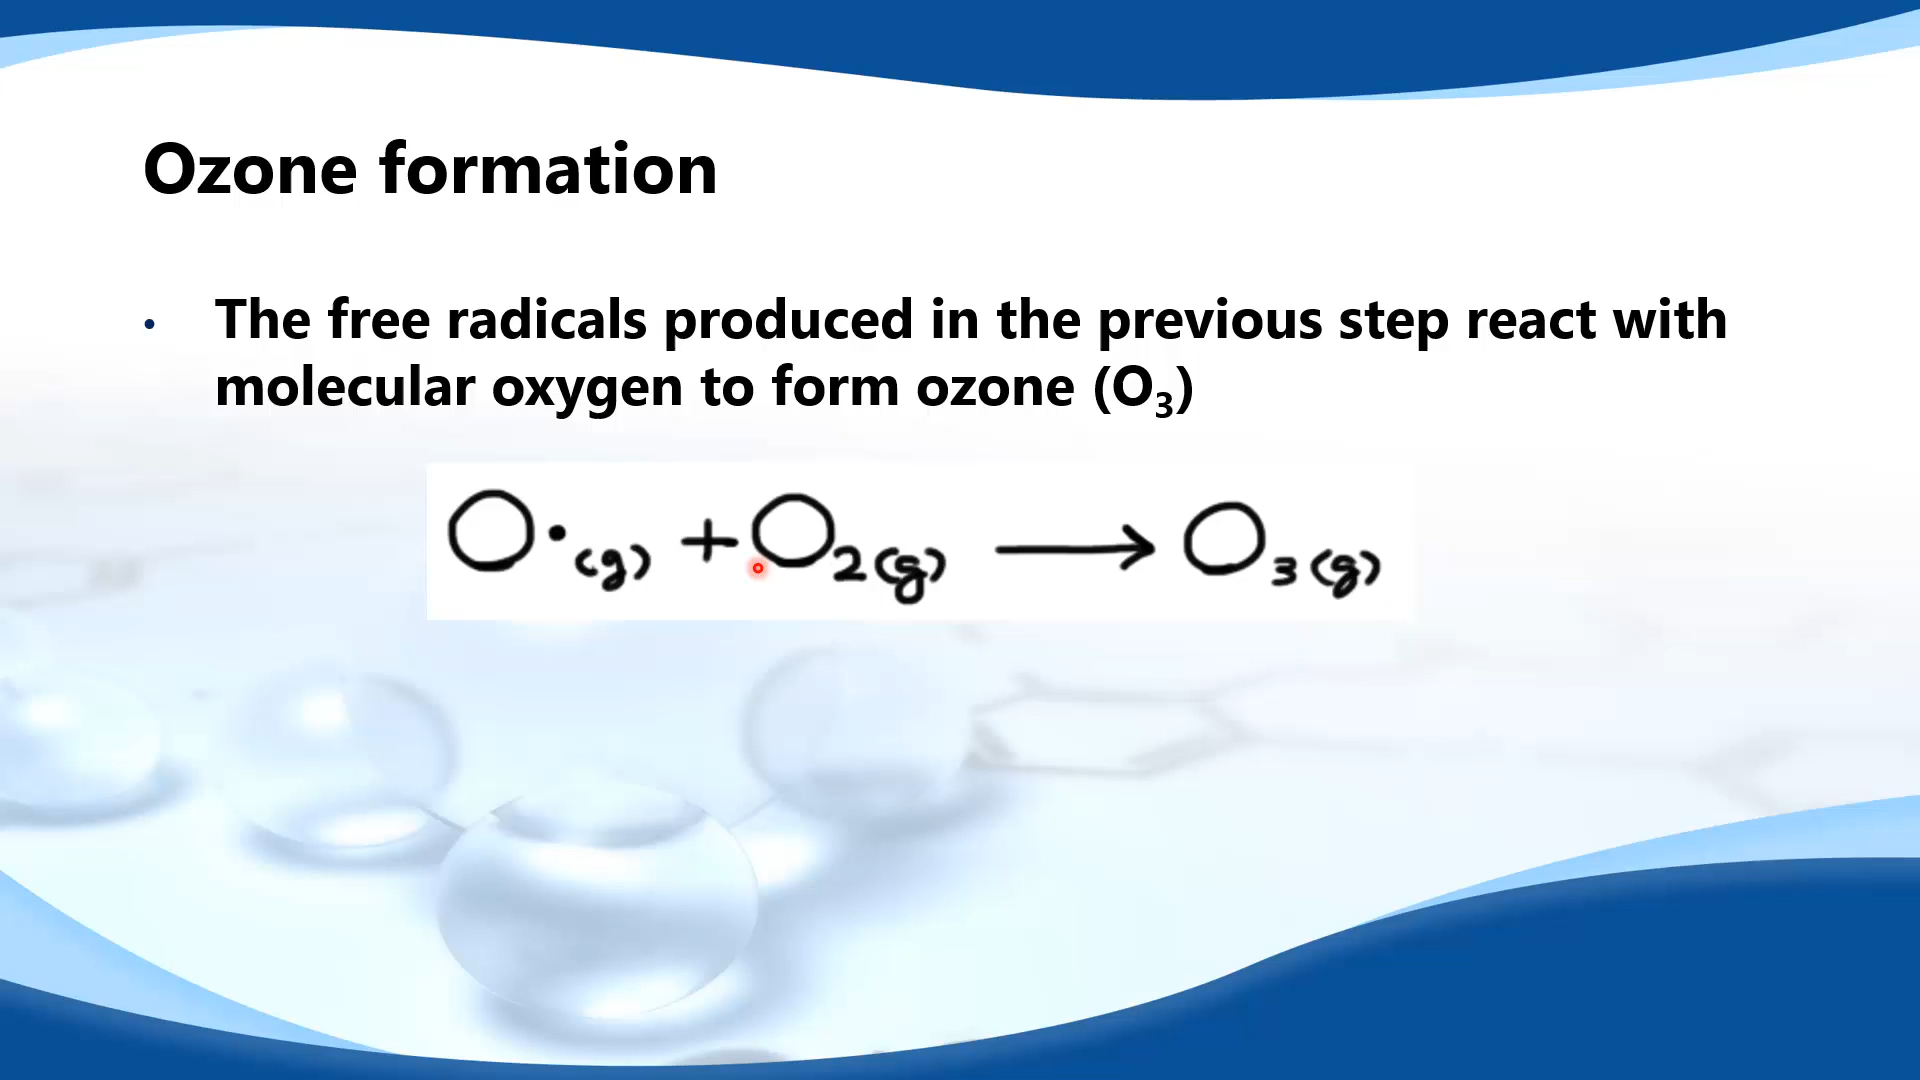 Ozone formation
• The free radicals produced in the previous step react with
molecular oxygen to form ozone (O₃)
O•(g) + O₂(g) ⟶ O₃(g)